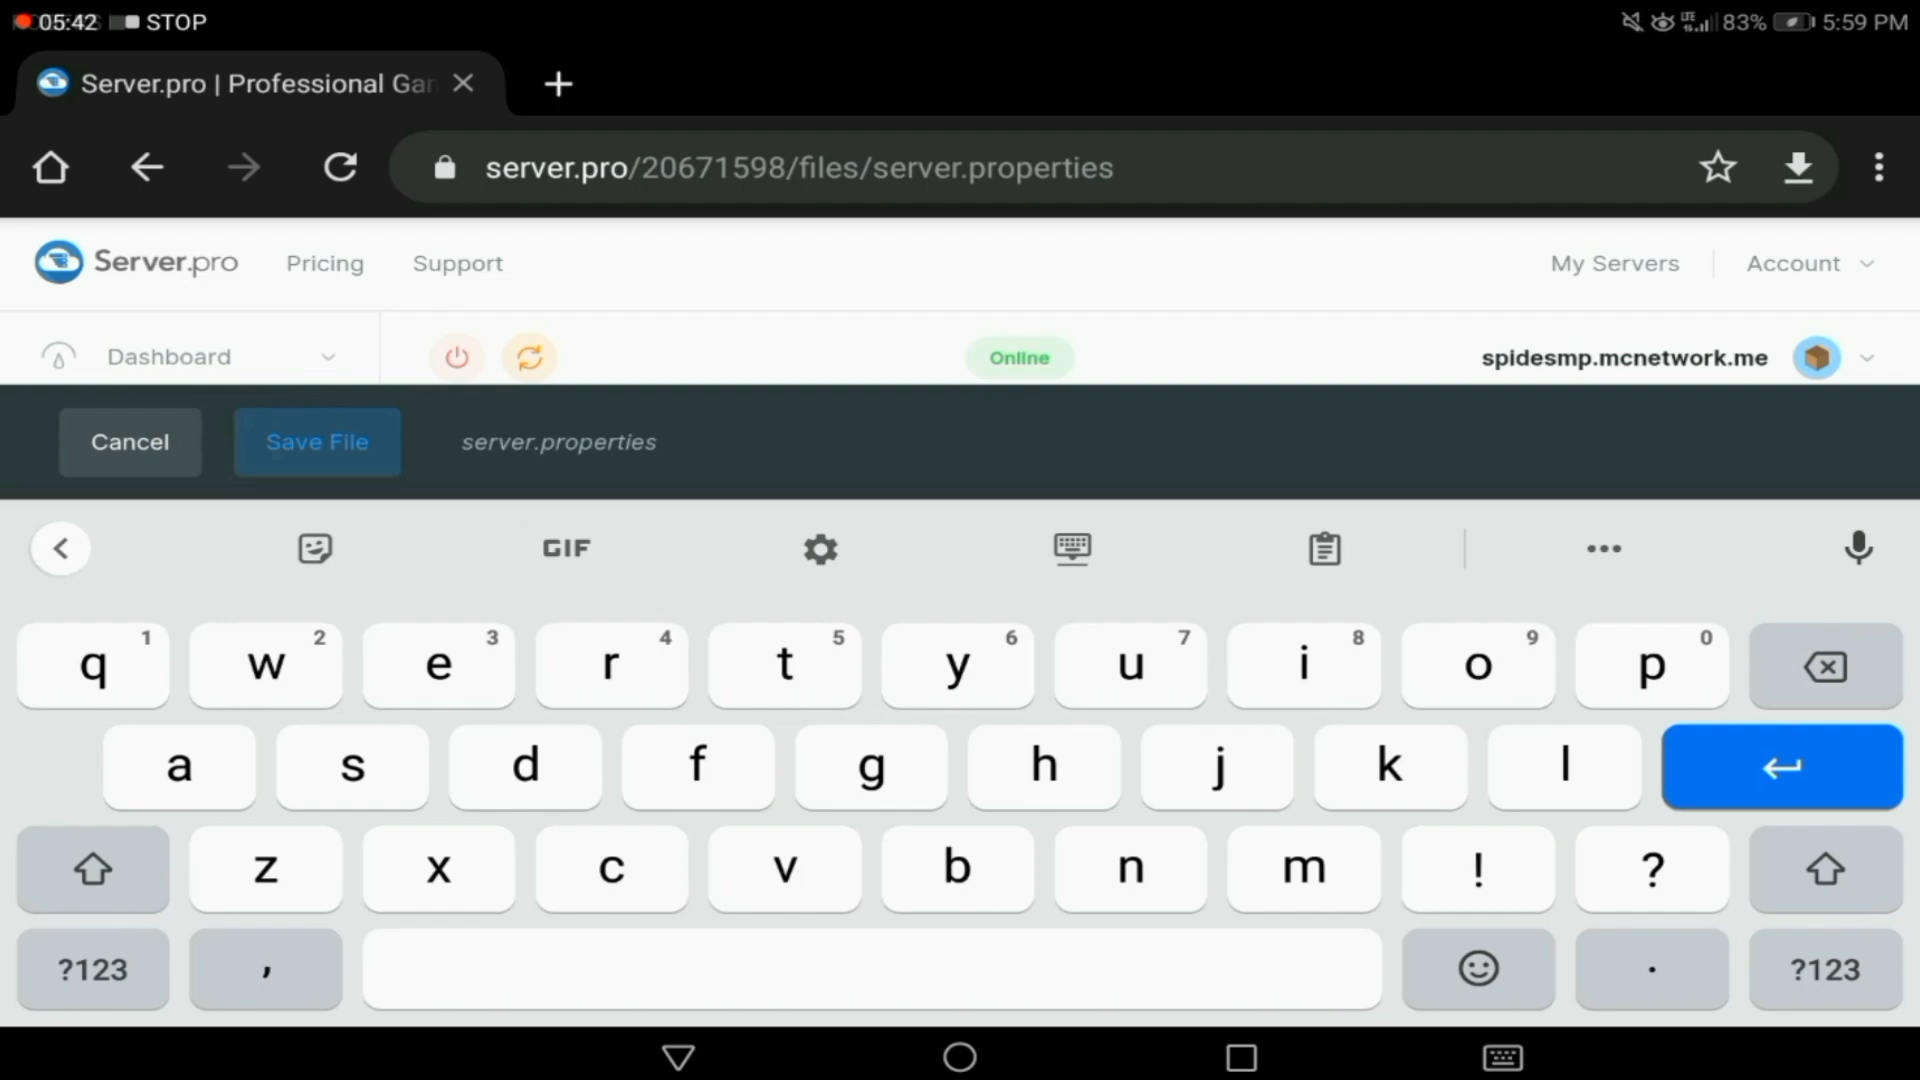 05:42 STOP
LTE 83% 5:59 PM
Server.pro | Professional Gar
server.pro/20671598/files/server.properties
Server.pro Pricing Support My Servers Account
Dashboard Online spidesmp.mcnetwork.me
Cancel Save File server.properties
GIF
q 1 w 2 e 3 r 4 t 5 y 6 u 7 i 8 o 9 p 0
a s d f g h j k l
z x c v b n m ! ?
?123 , . ?123